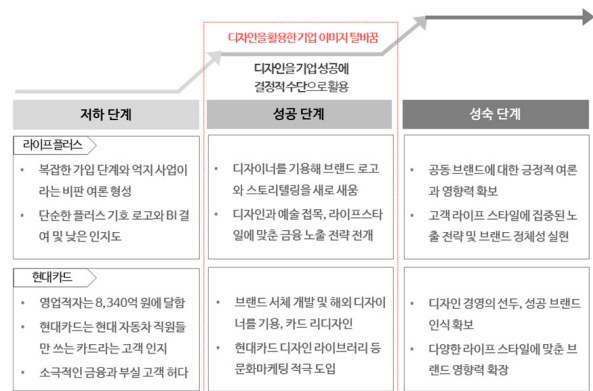 디자인을 활용한 기업 이미지 탈바꿈
디자인을 기업 성공에
결정적 수단으로 활용
저하 단계
성공 단계
성숙 단계
라이프플러스
• 복잡한 가입 단계와 억지 사업이
라는 비판 여론 형성
• 단순한 플러스 기호 로고와 BI 결
여 및 낮은 인지도
• 디자이너를 기용해 브랜드 로고
와 스토리텔링을 새로 세움
• 디자인과 예술 접목, 라이프스타
일에 맞춘 금융 노출 전략 전개
• 공동 브랜드에 대한 긍정적 여론
과 영향력 확보
• 고객 라이프 스타일에 집중된 노
출 전략 및 브랜드 정체성 실현
현대카드
• 영업적자는 8,340억 원에 달함
• 현대카드는 현대 자동차 직원들
만 쓰는 카드라는 고객 인지
• 소극적인 금융과 부실 고객 허다
• 브랜드 서체 개발 및 해외 디자이
너를 기용, 카드 리디자인
• 현대카드 디자인 라이브러리 등
문화마케팅 적극 도입
• 디자인 경영의 선두, 성공 브랜드
인식 확보
• 다양한 라이프 스타일에 맞춘 브
랜드 영향력 확장